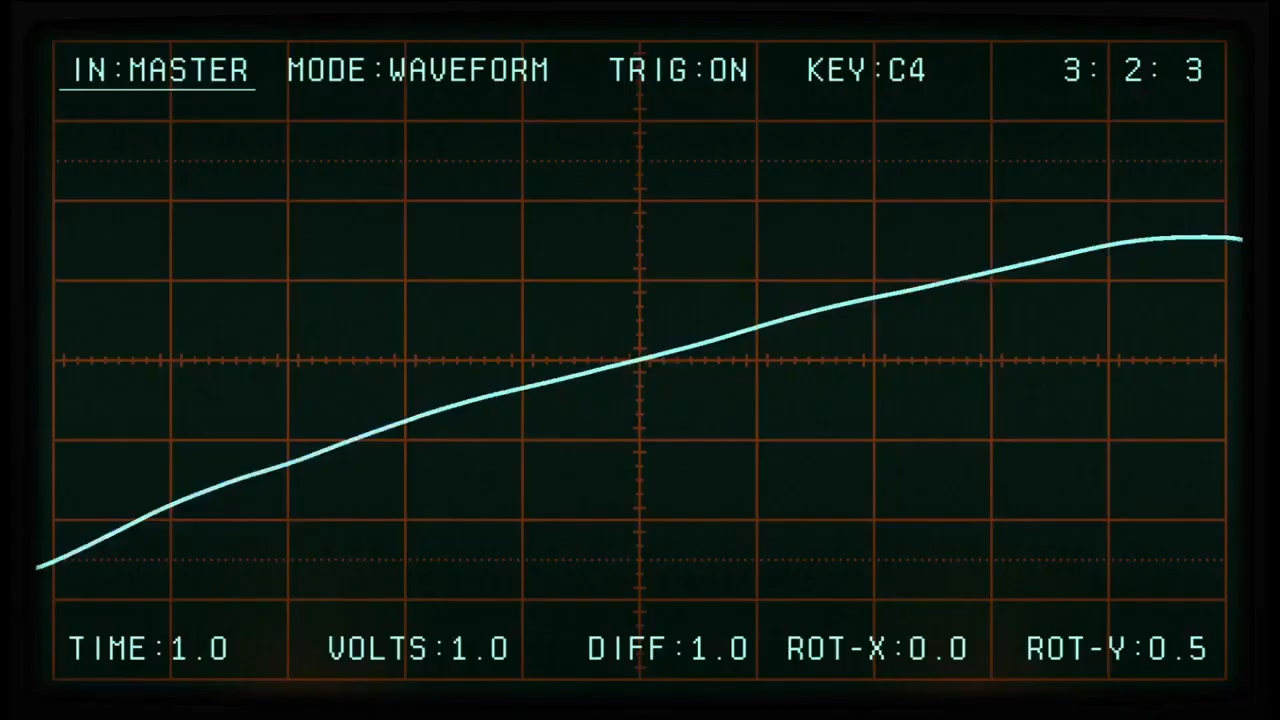 IN:MASTER MODE:WAVEFORM TRIG:ON KEY:C4 3: 2: 3
TIME:1.0 VOLTS:1.0 DIFF:1.0 ROT-X:0.0 ROT-Y:0.5